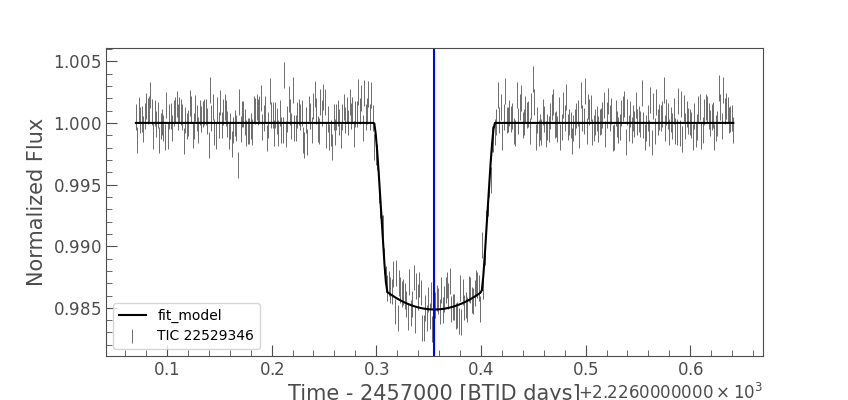 Normalized Flux
1.005
1.000
0.995
0.990
0.985
fit_model
TIC 22529346
0.1 0.2 0.3 0.4 0.5 0.6
Time - 2457000 [BTJD days]
+2.2260000000 × 10³